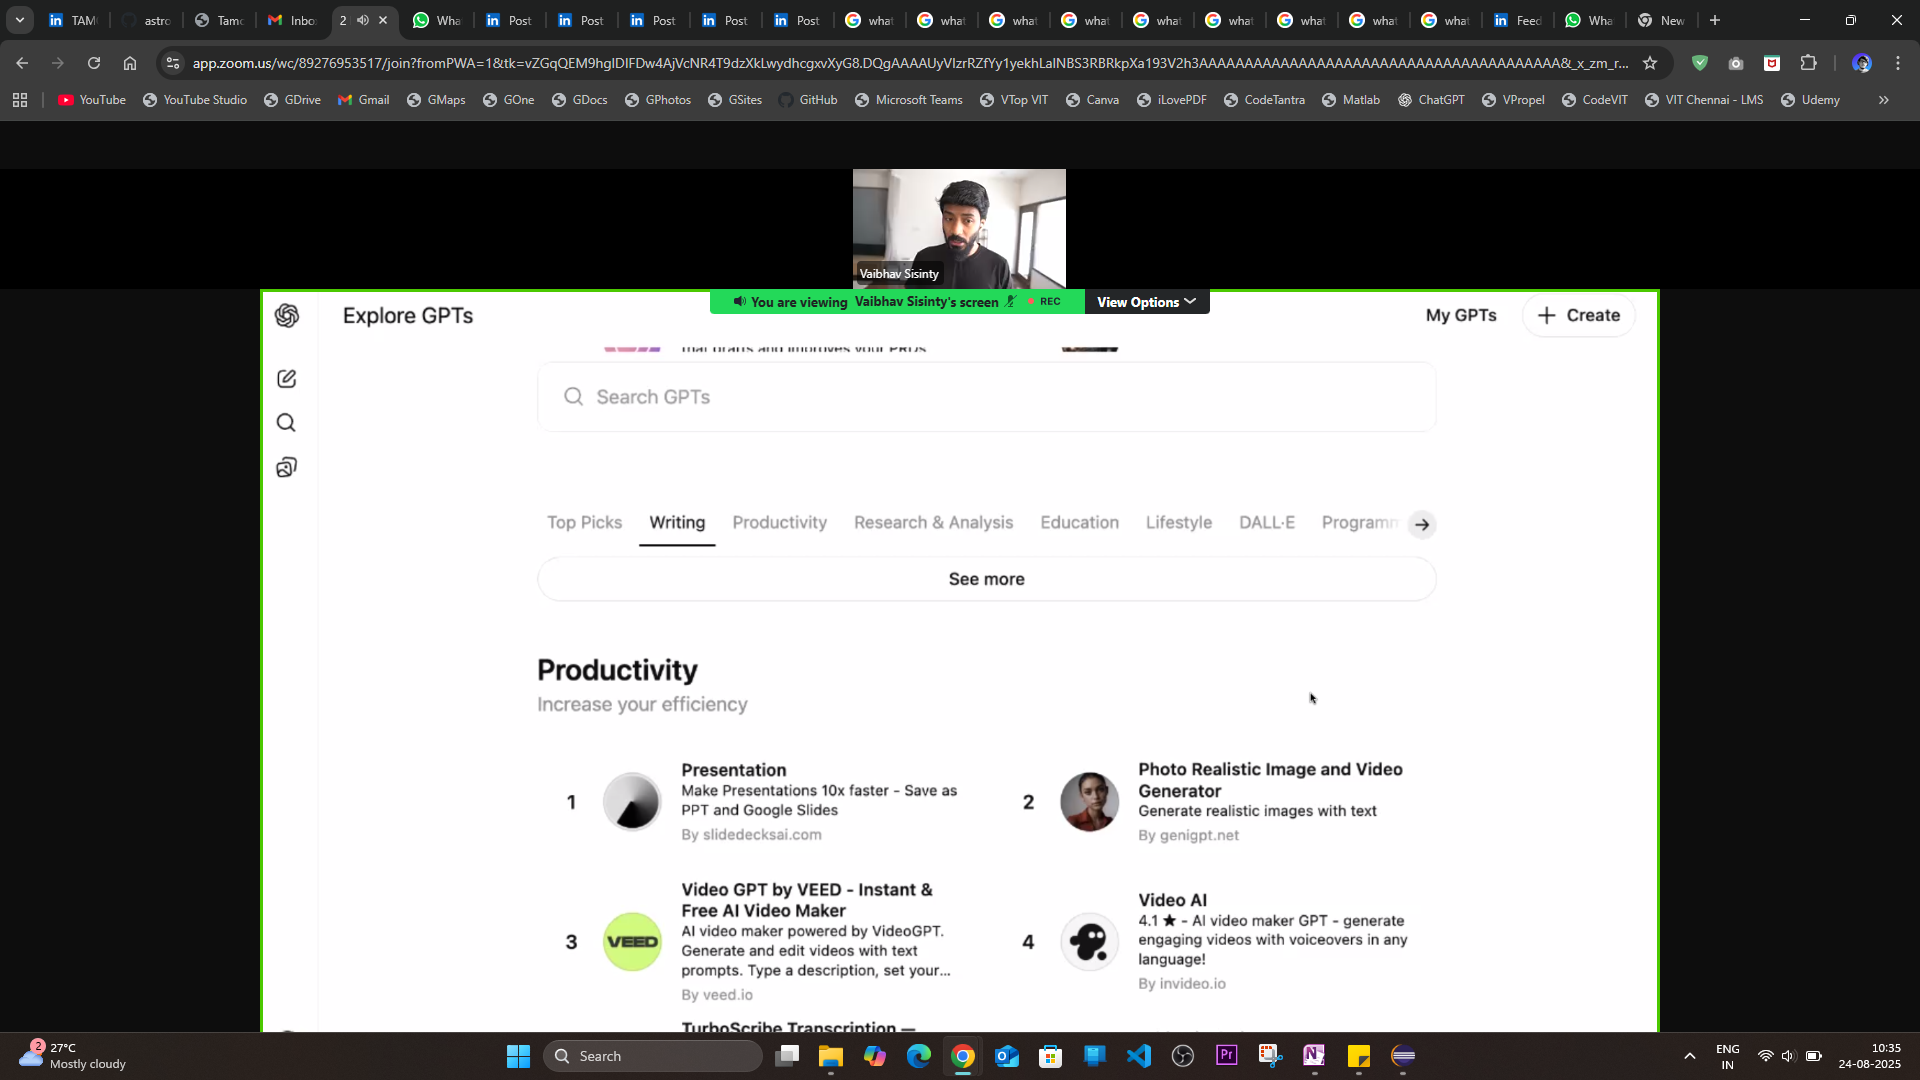 TAM
astro
Tamc
Inbo
2
Wha
Post
Post
Post
Post
Post
what
what
what
what
what
what
what
what
what
Feed
Wha
New
app.zoom.us/wc/89276953517/join?fromPWA=1&tk=
YouTube
YouTube Studio
GDrive
Gmail
GMaps
GOne
GDocs
GPhotos
GSites
GitHub
Microsoft Teams
VTop VIT
Canva
iLovePDF
CodeTantra
Matlab
ChatGPT
VPropel
CodeVIT
VIT Chennai - LMS
Udemy
Vaibhav Sisinty
You are viewing Vaibhav Sisinty's screen
REC
View Options
Explore GPTs
My GPTs
Create
that drafts and improves your PRDs
Search GPTs
Top Picks
Writing
Productivity
Research & Analysis
Education
Lifestyle
DALL·E
Programm
See more
Productivity
Increase your efficiency
1
Presentation
Make Presentations 10x faster - Save as
PPT and Google Slides
By slidedecksai.com
2
Photo Realistic Image and Video
Generator
Generate realistic images with text
By genigpt.net
3
VEED
Video GPT by VEED - Instant &
Free AI Video Maker
AI video maker powered by VideoGPT.
Generate and edit videos with text
prompts. Type a description, set your...
By veed.io
4
Video AI
4.1 ★ - AI video maker GPT - generate
engaging videos with voiceovers in any
language!
By invideo.io
TurboScribe Transcription —
2
27°C
Mostly cloudy
Search
Pr
ENG
IN
10:35
24-08-2025